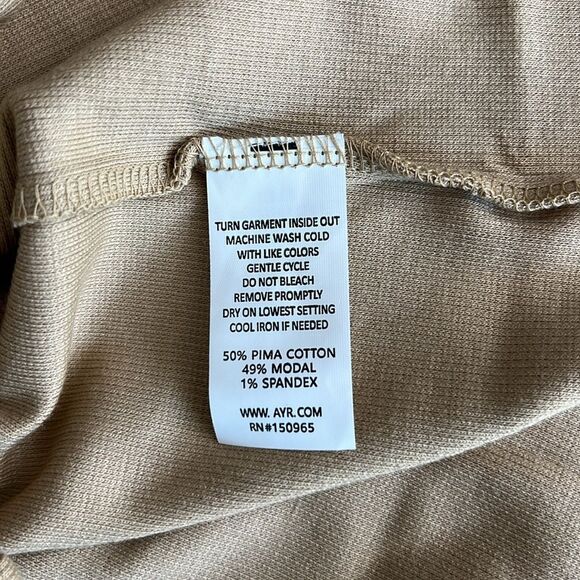 TURN GARMENT INSIDE OUT
MACHINE WASH COLD
WITH LIKE COLORS
GENTLE CYCLE
DO NOT BLEACH
REMOVE PROMPTLY
DRY ON LOWEST SETTING
COOL IRON IF NEEDED
50% PIMA COTTON
49% MODAL
1% SPANDEX
WWW. AYR.COM
RN#150965